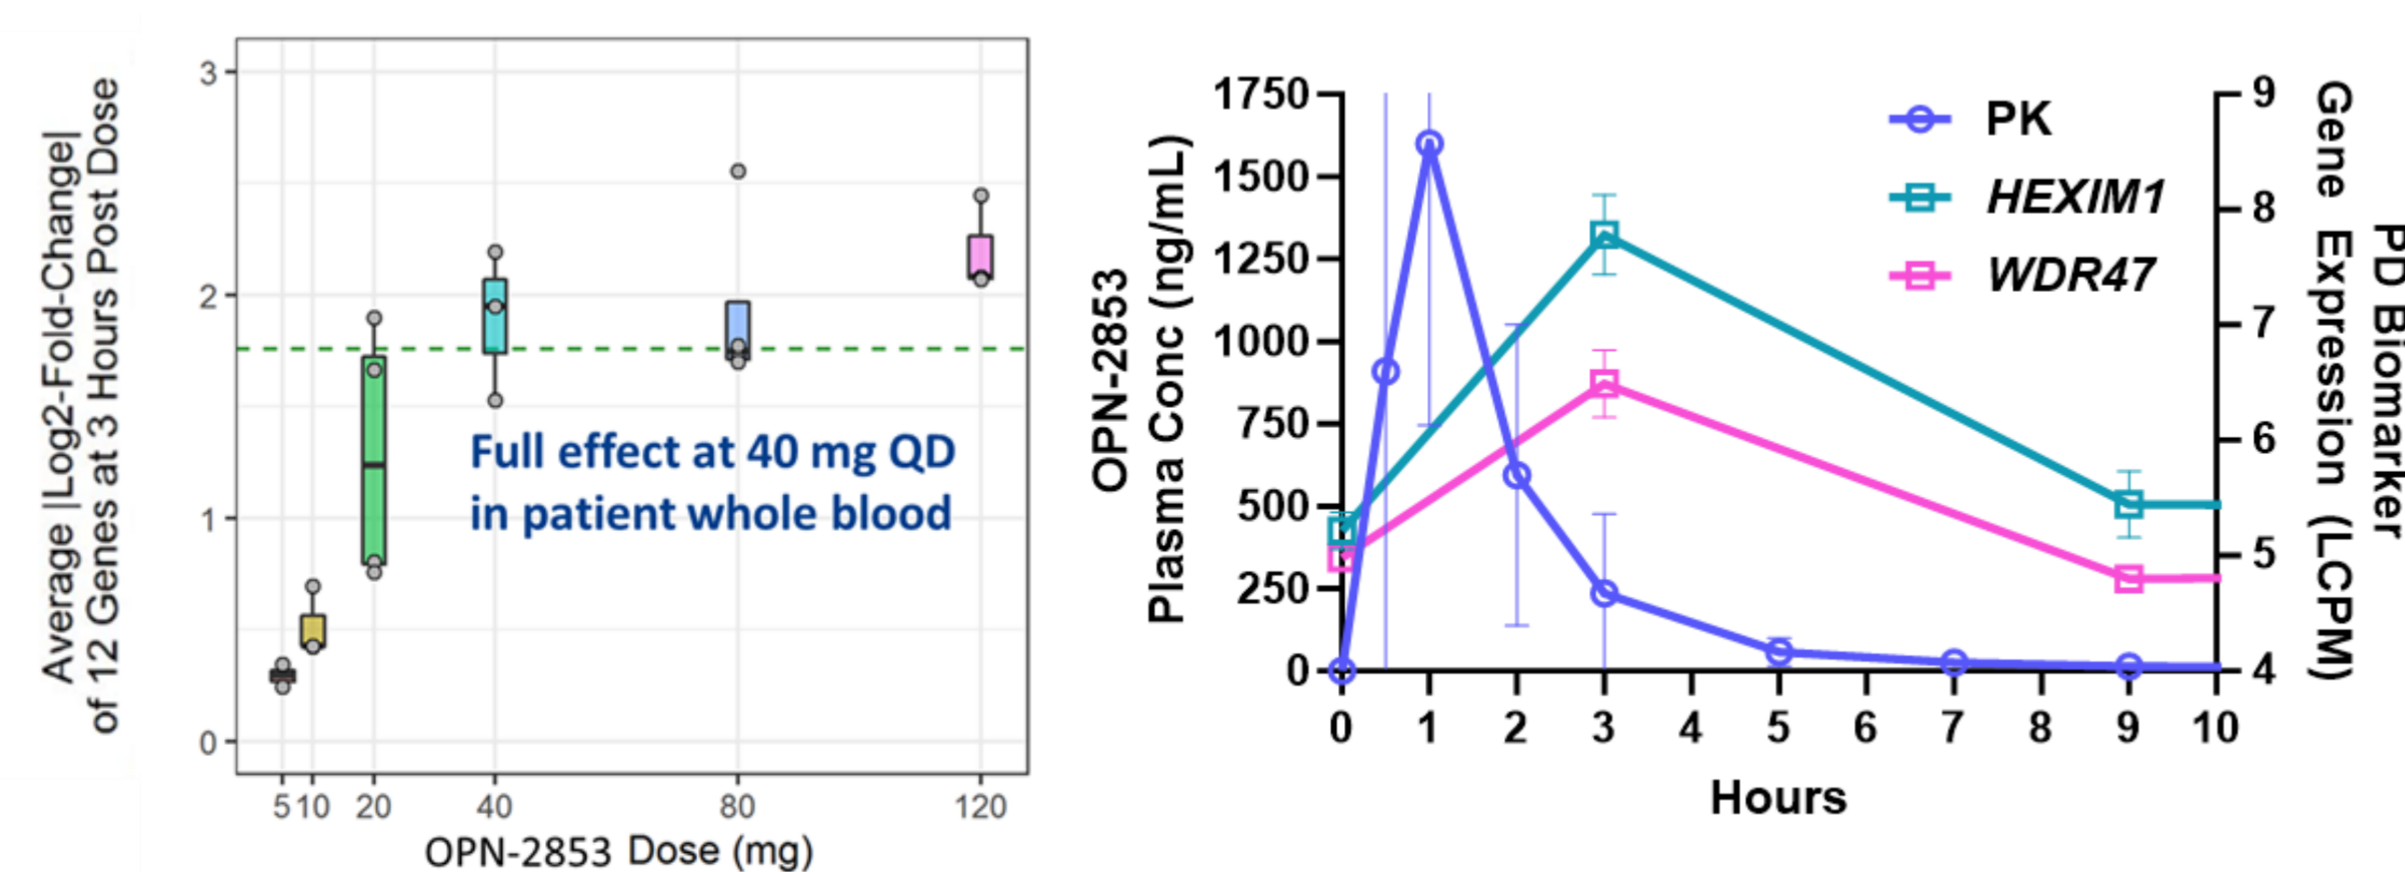 Average |Log2-Fold-Change|
of 12 Genes at 3 Hours Post Dose
3
2
1
0
Full effect at 40 mg QD
in patient whole blood
5 10 20 40 80 120
OPN-2853 Dose (mg)
OPN-2853
Plasma Conc (ng/mL)
1750
1500
1250
1000
750
500
250
0
PK
HEXIM1
WDR47
9
8
7
6
5
4
PD Biomarker
Gene Expression (LCPM)
0 1 2 3 4 5 6 7 8 9 10
Hours